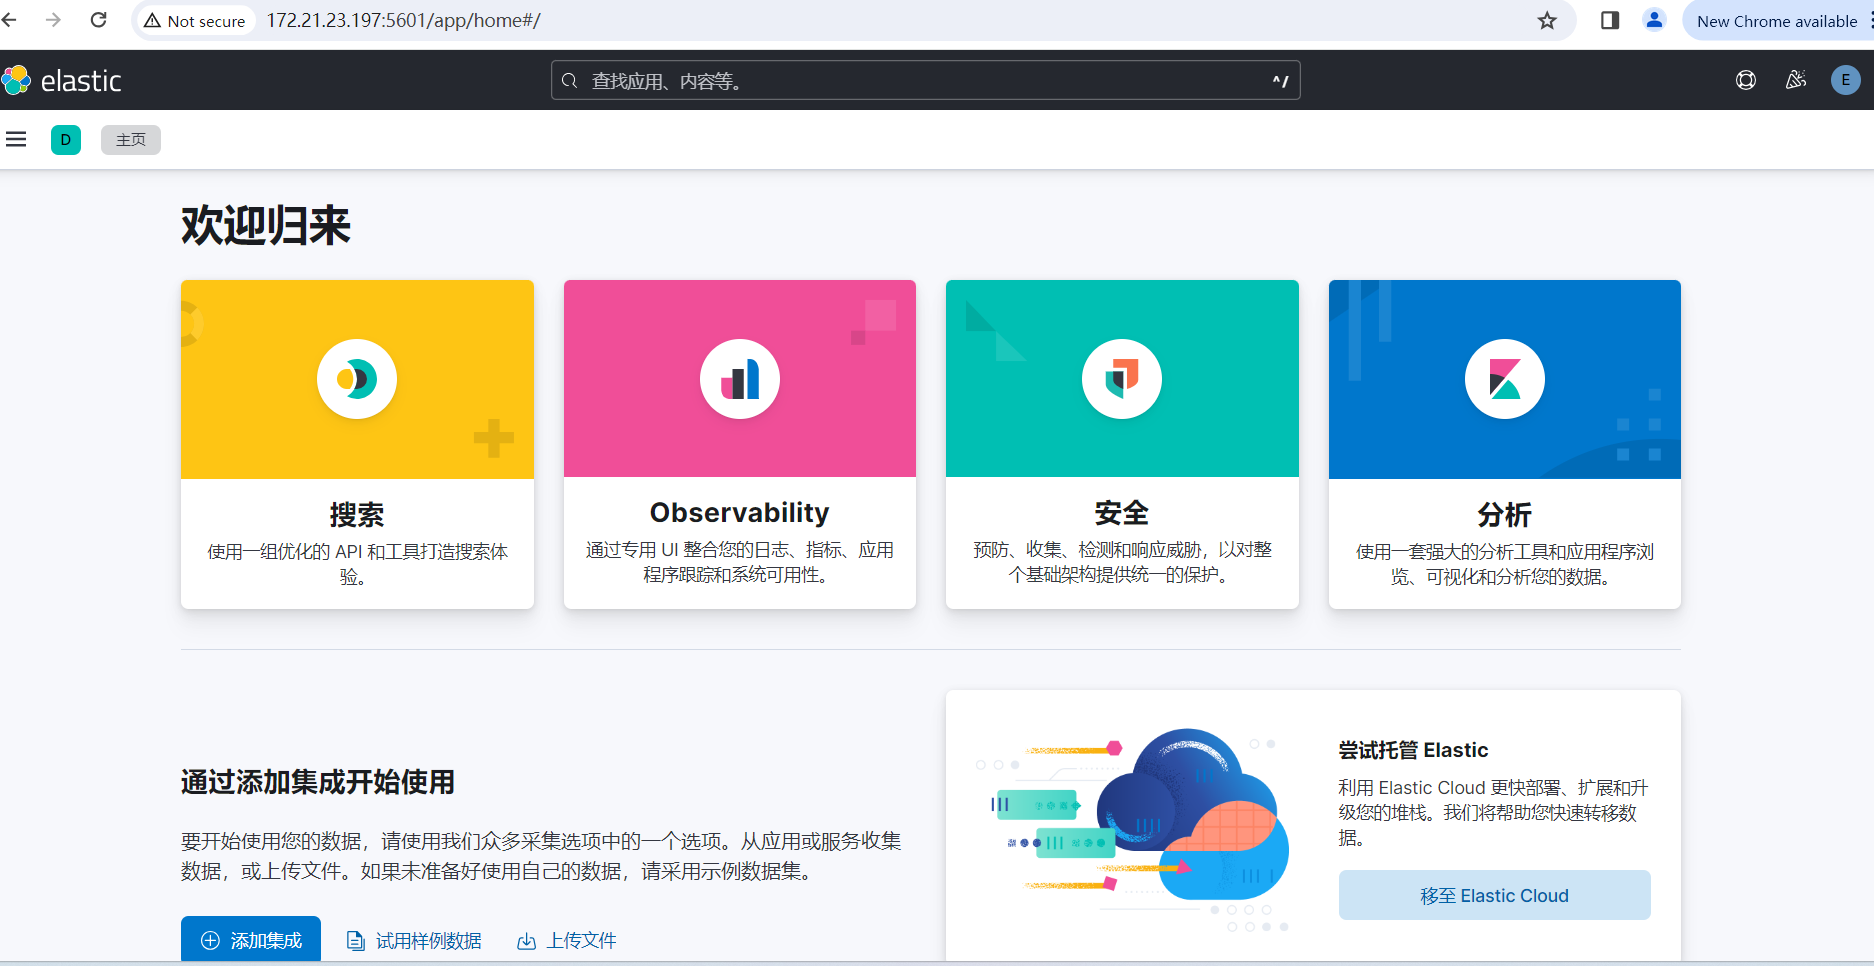 Not secure
172.21.23.197:5601/app/home#/
New Chrome available
elastic
查找应用、内容等。
^/
E
D
主页
欢迎归来
搜索
使用一组优化的 API 和工具打造搜索体
验。
Observability
通过专用 UI 整合您的日志、指标、应用
程序跟踪和系统可用性。
安全
预防、收集、检测和响应威胁，以对整
个基础架构提供统一的保护。
分析
使用一套强大的分析工具和应用程序浏
览、可视化和分析您的数据。
通过添加集成开始使用
要开始使用您的数据，请使用我们众多采集选项中的一个选项。从应用或服务收集
数据，或上传文件。如果未准备好使用自己的数据，请采用示例数据集。
添加集成
试用样例数据
上传文件
尝试托管 Elastic
利用 Elastic Cloud 更快部署、扩展和升
级您的堆栈。我们将帮助您快速转移数
据。
移至 Elastic Cloud